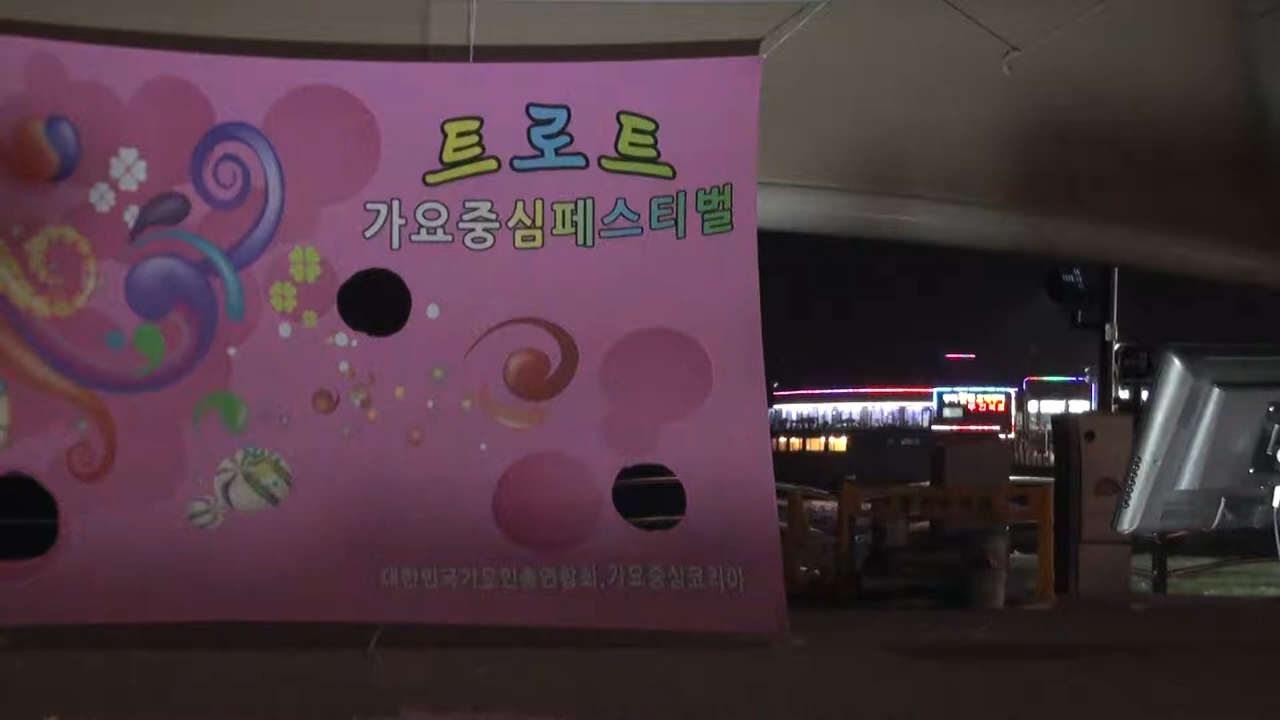 트로트
가요중심페스티벌
대한민국가요인총연합회,가요중심코리아